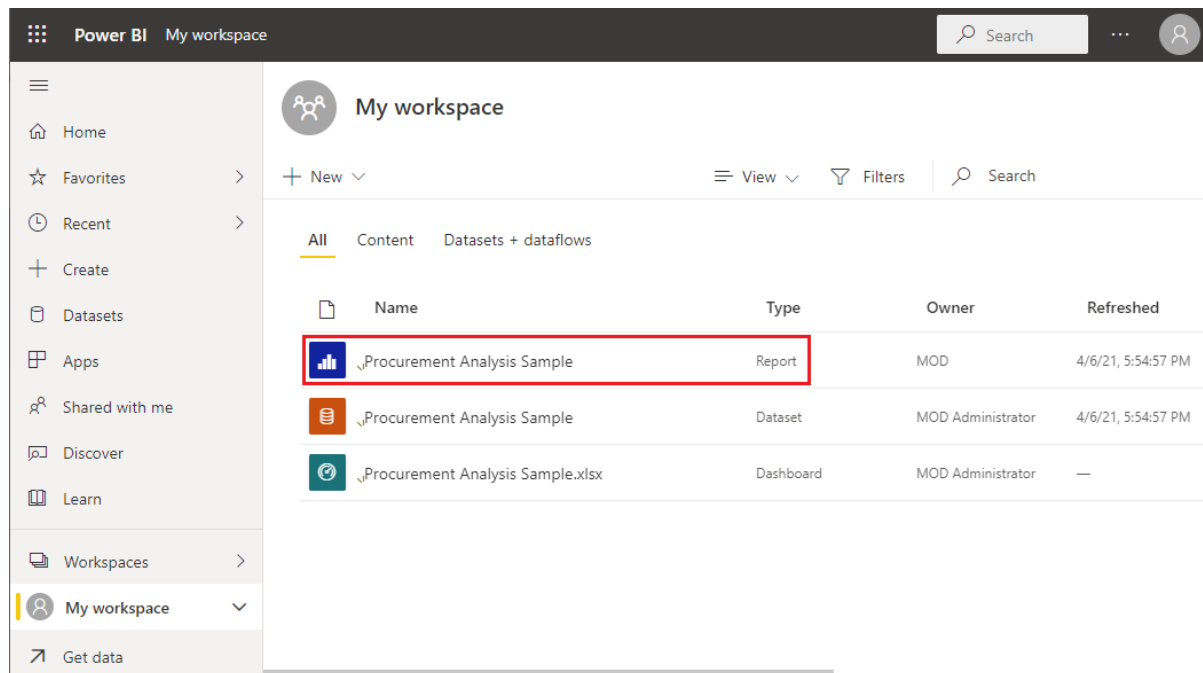 Power BI My workspace Search ...
My workspace
Home
Favorites
Recent
Create
Datasets
Apps
Shared with me
Discover
Learn
Workspaces
My workspace
Get data
New View Filters Search
All Content Datasets + dataflows
Name Type Owner Refreshed
Procurement Analysis Sample Report MOD 4/6/21, 5:54:57 PM
Procurement Analysis Sample Dataset MOD Administrator 4/6/21, 5:54:57 PM
Procurement Analysis Sample.xlsx Dashboard MOD Administrator —